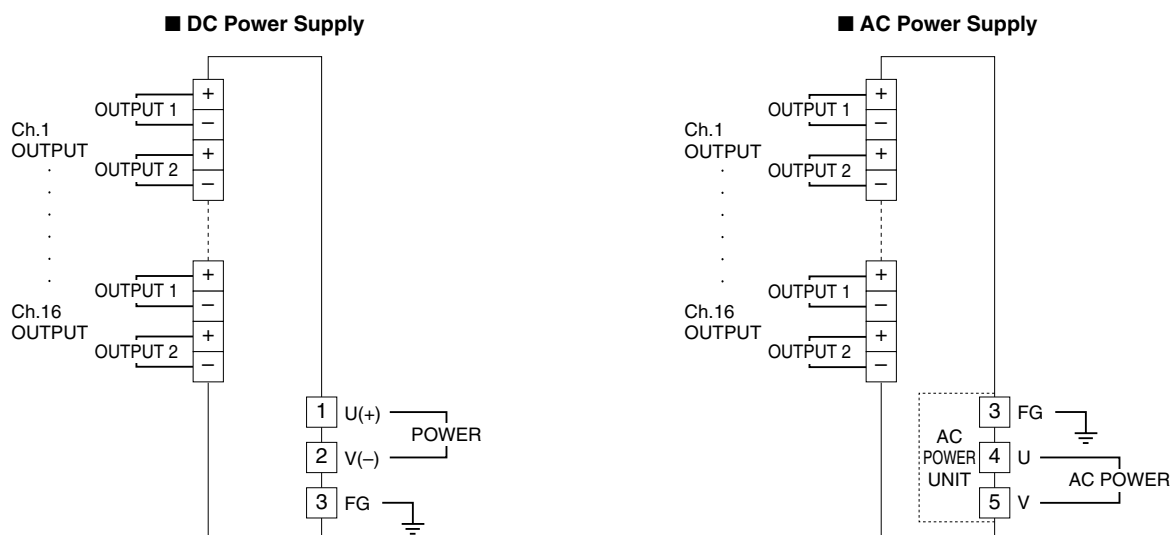 ■ DC Power Supply
+
OUTPUT 1
−
Ch.1
OUTPUT
+
OUTPUT 2
−
+
OUTPUT 1
−
Ch.16
OUTPUT
+
OUTPUT 2
−
1 U(+)
POWER
2 V(−)
3 FG
■ AC Power Supply
+
OUTPUT 1
−
Ch.1
OUTPUT
+
OUTPUT 2
−
+
OUTPUT 1
−
Ch.16
OUTPUT
+
OUTPUT 2
−
AC
POWER
UNIT
3 FG
4 U
AC POWER
5 V